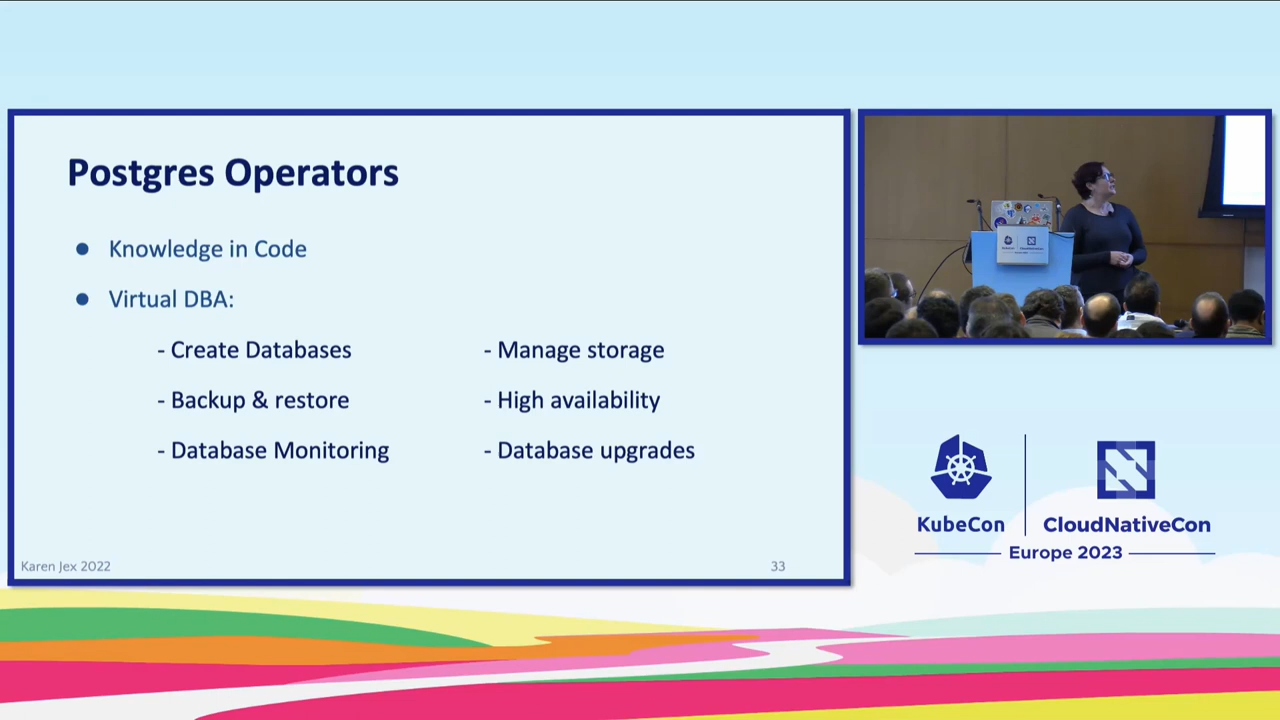 Postgres Operators
● Knowledge in Code
● Virtual DBA:
- Create Databases
- Manage storage
- Backup & restore
- High availability
- Database Monitoring
- Database upgrades
Karen Jex 2022
33
KubeCon
CloudNativeCon
Europe 2023